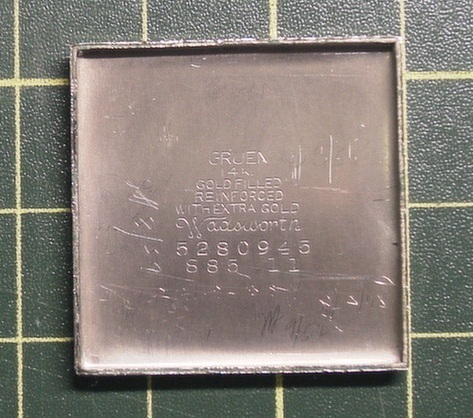 GRUEN
14K.
GOLD FILLED
REINFORCED
WITH EXTRA GOLD
Wadsworth
5280945
885 11